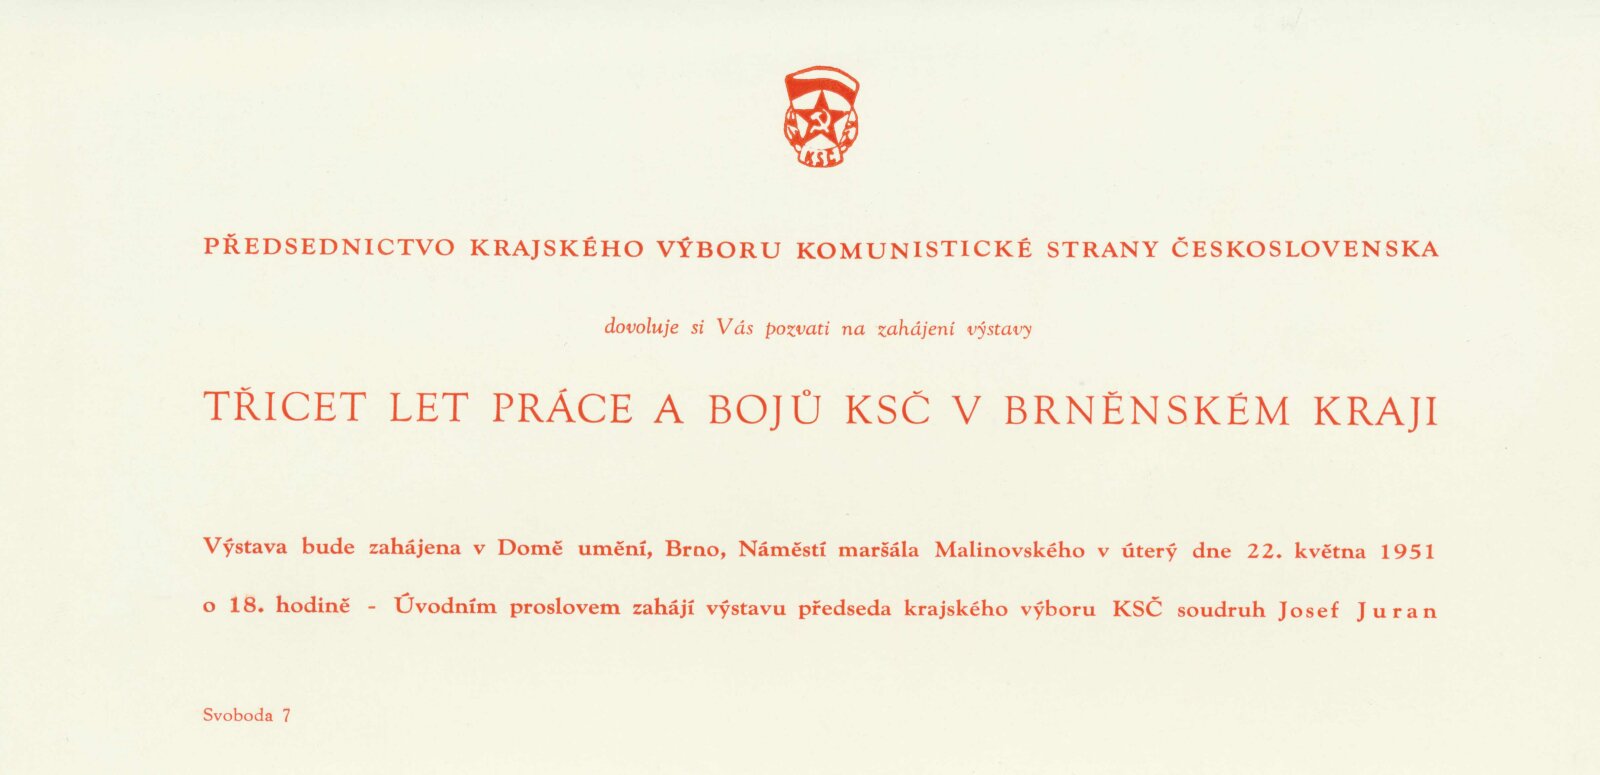 KSČ
PŘEDSEDNICTVO KRAJSKÉHO VÝBORU KOMUNISTICKÉ STRANY ČESKOSLOVENSKA
dovoluje si Vás pozvati na zahájení výstavy
TŘICET LET PRÁCE A BOJŮ KSČ V BRNĚNSKÉM KRAJI
Výstava bude zahájena v Domě umění, Brno, Náměstí maršála Malinovského v úterý dne 22. května 1951
o 18. hodině - Úvodním proslovem zahájí výstavu předseda krajského výboru KSČ soudruh Josef Juran
Svoboda 7